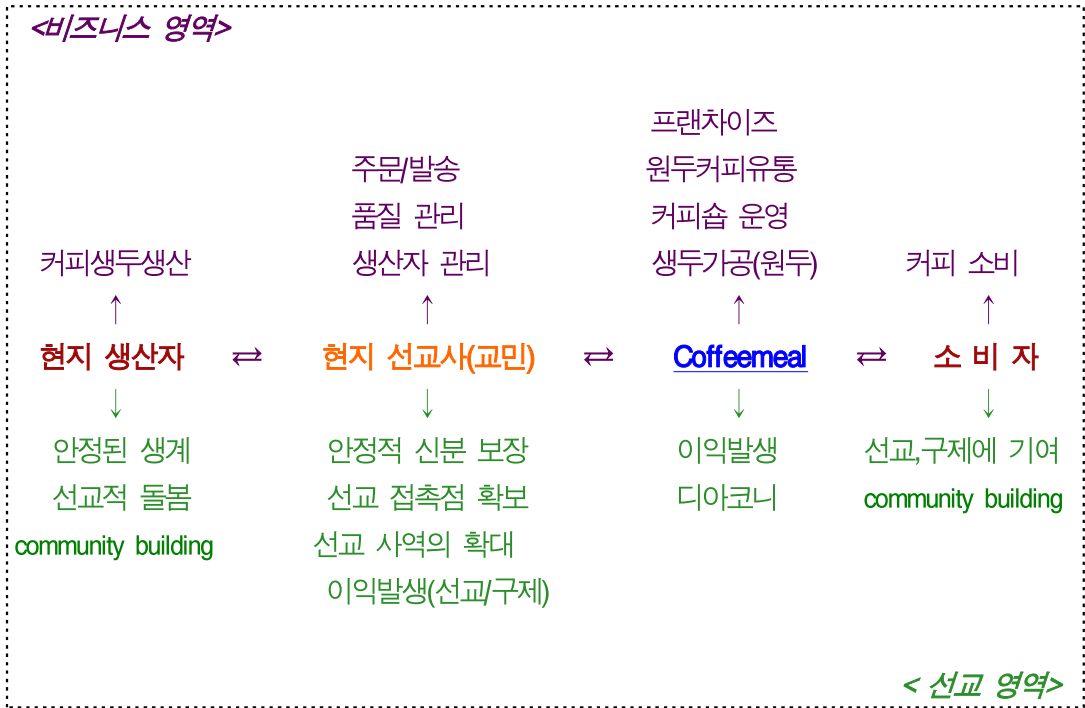 <비즈니스 영역>
프랜차이즈
주문/발송 원두커피유통
품질 관리 커피숍 운영
커피생두생산 생산자 관리 생두가공(원두) 커피 소비
↑ ↑ ↑ ↑
현지 생산자 ⇄ 현지 선교사(교민) ⇄ Coffeemeal ⇄ 소 비 자
↓ ↓ ↓ ↓
안정된 생계 안정적 신분 보장 이익발생 선교,구제에 기여
선교적 돌봄 선교 접촉점 확보 디아코니 community building
community building 선교 사역의 확대
이익발생(선교/구제)
< 선교 영역>